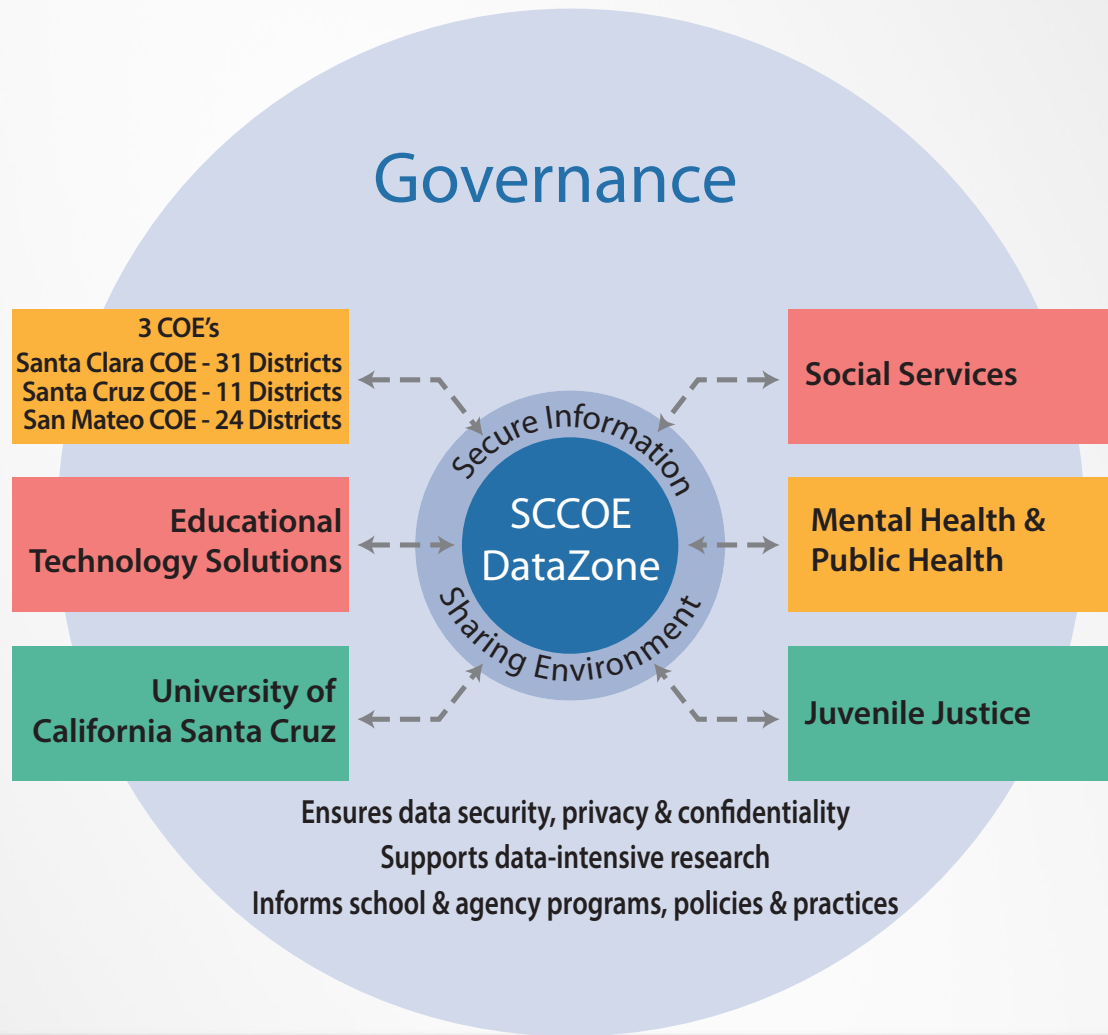 Governance
3 COE's
Santa Clara COE - 31 Districts
Santa Cruz COE - 11 Districts
San Mateo COE - 24 Districts
Educational
Technology Solutions
University of
California Santa Cruz
Secure Information
SCCOE
DataZone
Sharing Environment
Social Services
Mental Health &
Public Health
Juvenile Justice
Ensures data security, privacy & confidentiality
Supports data-intensive research
Informs school & agency programs, policies & practices